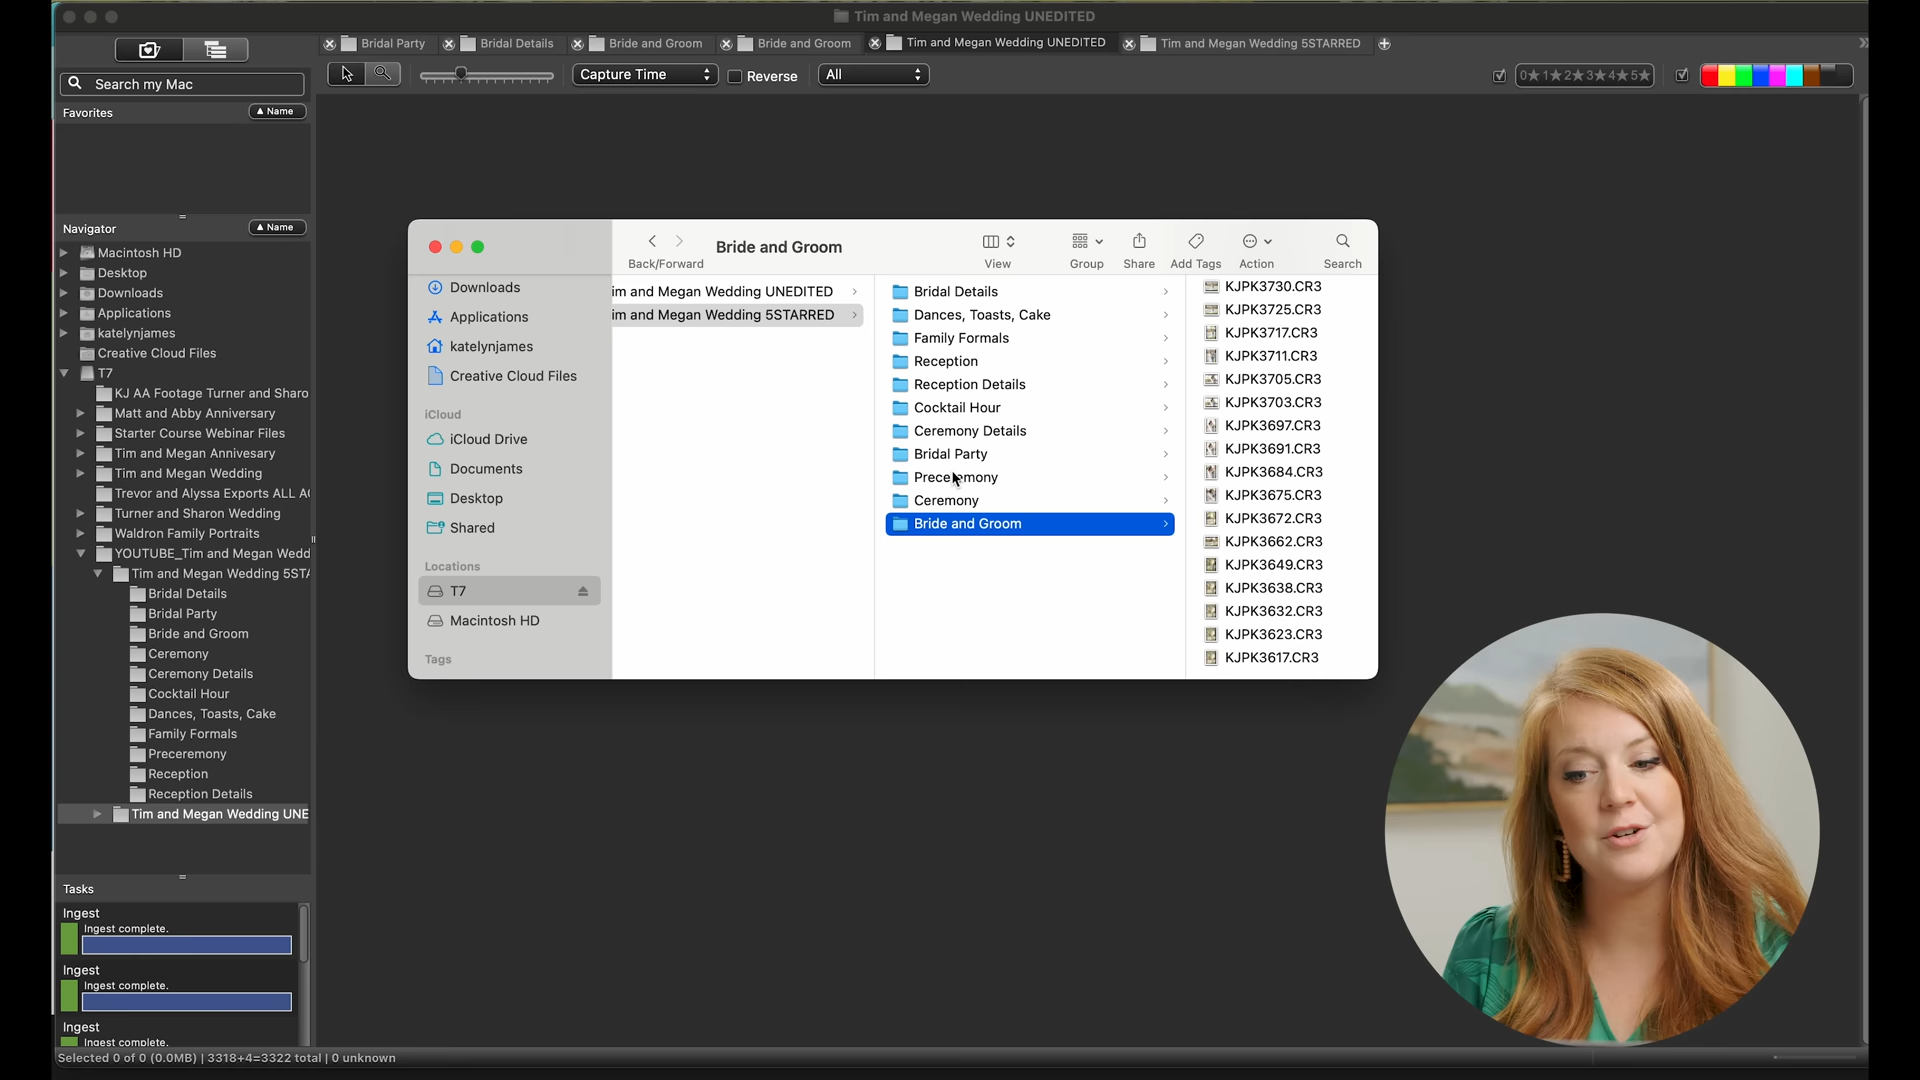 Tim and Megan Wedding UNEDITED
Bridal Party
Bridal Details
Bride and Groom
Bride and Groom
Tim and Megan Wedding UNEDITED
Tim and Megan Wedding 5STARRED
Search my Mac
Capture Time
Reverse
All
0★1★2★3★4★5★
Favorites
▲ Name
Navigator
▲ Name
Macintosh HD
Desktop
Downloads
Applications
katelynjames
Creative Cloud Files
T7
KJ AA Footage Turner and Sharo
Matt and Abby Anniversary
Starter Course Webinar Files
Tim and Megan Annivesary
Tim and Megan Wedding
Trevor and Alyssa Exports ALL A
Turner and Sharon Wedding
Waldron Family Portraits
YOUTUBE_Tim and Megan Wedd
Tim and Megan Wedding 5STA
Bridal Details
Bridal Party
Bride and Groom
Ceremony
Ceremony Details
Cocktail Hour
Dances, Toasts, Cake
Family Formals
Preceremony
Reception
Reception Details
Tim and Megan Wedding UNE
Tasks
Ingest
Ingest complete.
Ingest
Ingest complete.
Ingest
Ingest complete.
Selected 0 of 0 (0.0MB) | 3318+4=3322 total | 0 unknown
Bride and Groom
Back/Forward
View
Group
Share
Add Tags
Action
Search
Downloads
Applications
katelynjames
Creative Cloud Files
iCloud
iCloud Drive
Documents
Desktop
Shared
Locations
T7
Macintosh HD
Tags
im and Megan Wedding UNEDITED
im and Megan Wedding 5STARRED
Bridal Details
Dances, Toasts, Cake
Family Formals
Reception
Reception Details
Cocktail Hour
Ceremony Details
Bridal Party
Preceremony
Ceremony
Bride and Groom
KJPK3730.CR3
KJPK3725.CR3
KJPK3717.CR3
KJPK3711.CR3
KJPK3705.CR3
KJPK3703.CR3
KJPK3697.CR3
KJPK3691.CR3
KJPK3684.CR3
KJPK3675.CR3
KJPK3672.CR3
KJPK3662.CR3
KJPK3649.CR3
KJPK3638.CR3
KJPK3632.CR3
KJPK3623.CR3
KJPK3617.CR3